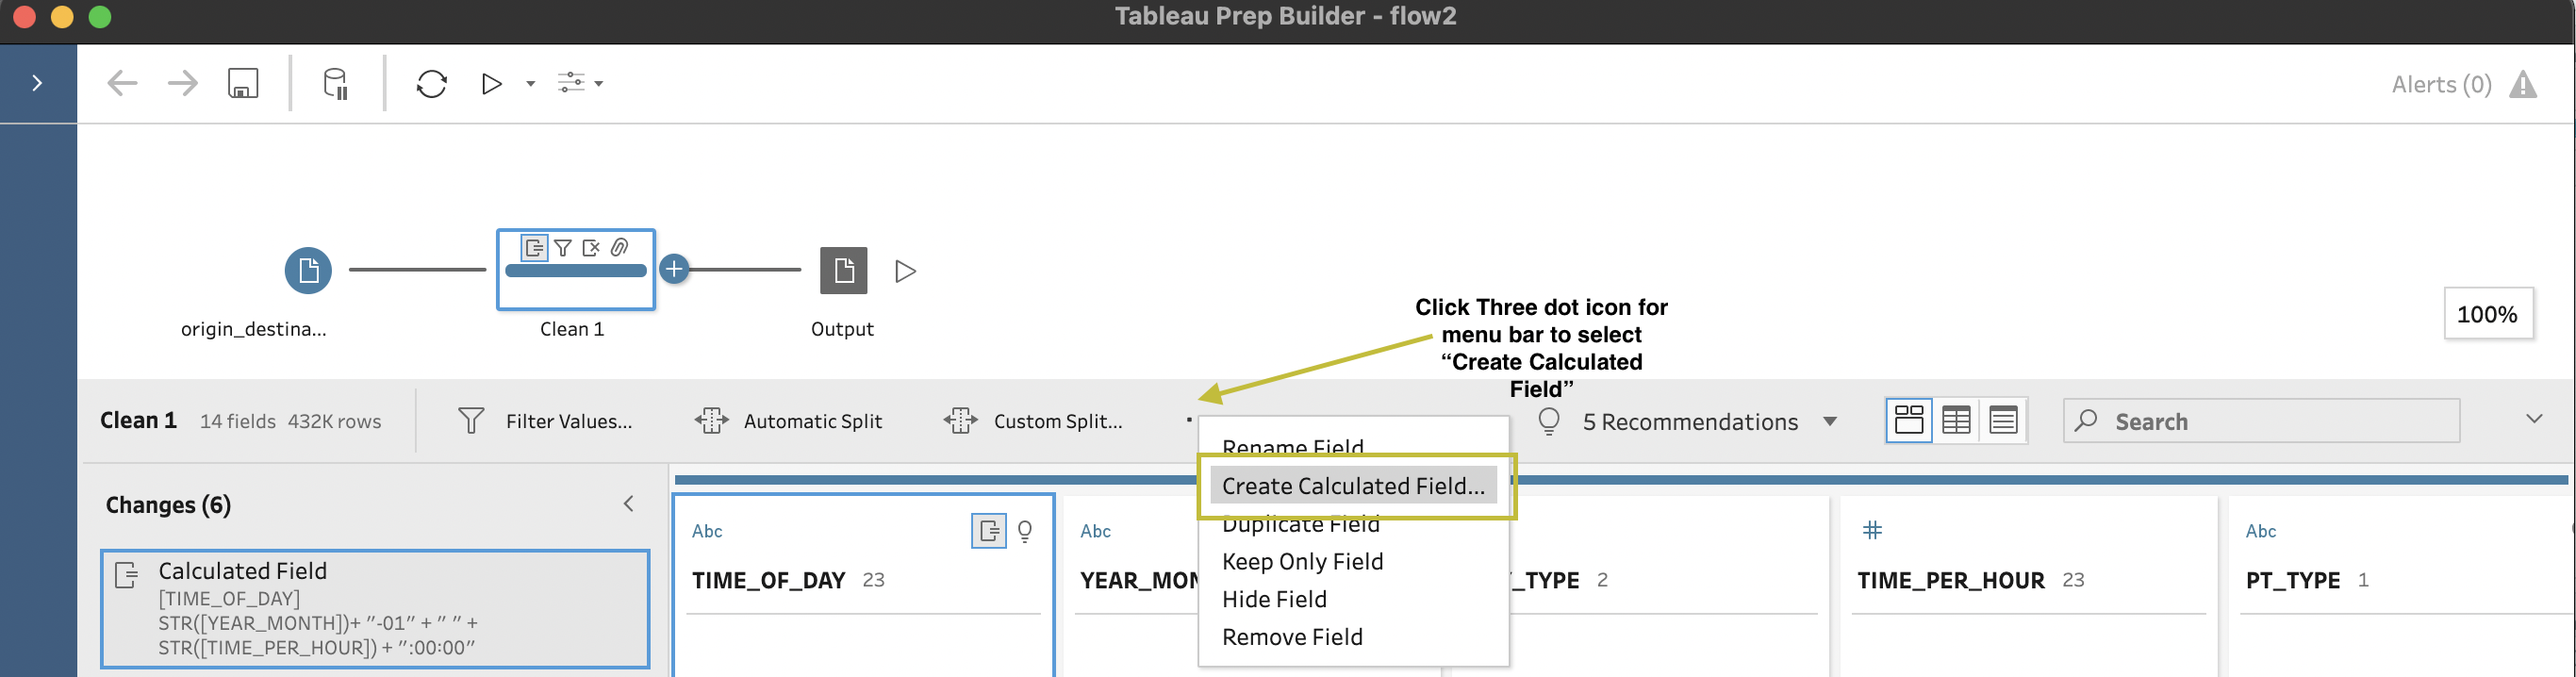 Tableau Prep Builder - flow2
Alerts (0)
Click Three dot icon for
menu bar to select
“Create Calculated
Field”
100%
origin_destina...
Clean 1
Output
Clean 1 14 fields 432K rows
Filter Values...
Automatic Split
Custom Split...
5 Recommendations
Search
Rename Field
Create Calculated Field...
Duplicate Field
Keep Only Field
Hide Field
Remove Field
Changes (6)
Calculated Field
[TIME_OF_DAY]
STR([YEAR_MONTH])+ "-01" + " " +
STR([TIME_PER_HOUR]) + ":00:00"
Abc
TIME_OF_DAY 23
Abc
YEAR_MON
_TYPE 2
#
TIME_PER_HOUR 23
Abc
PT_TYPE 1